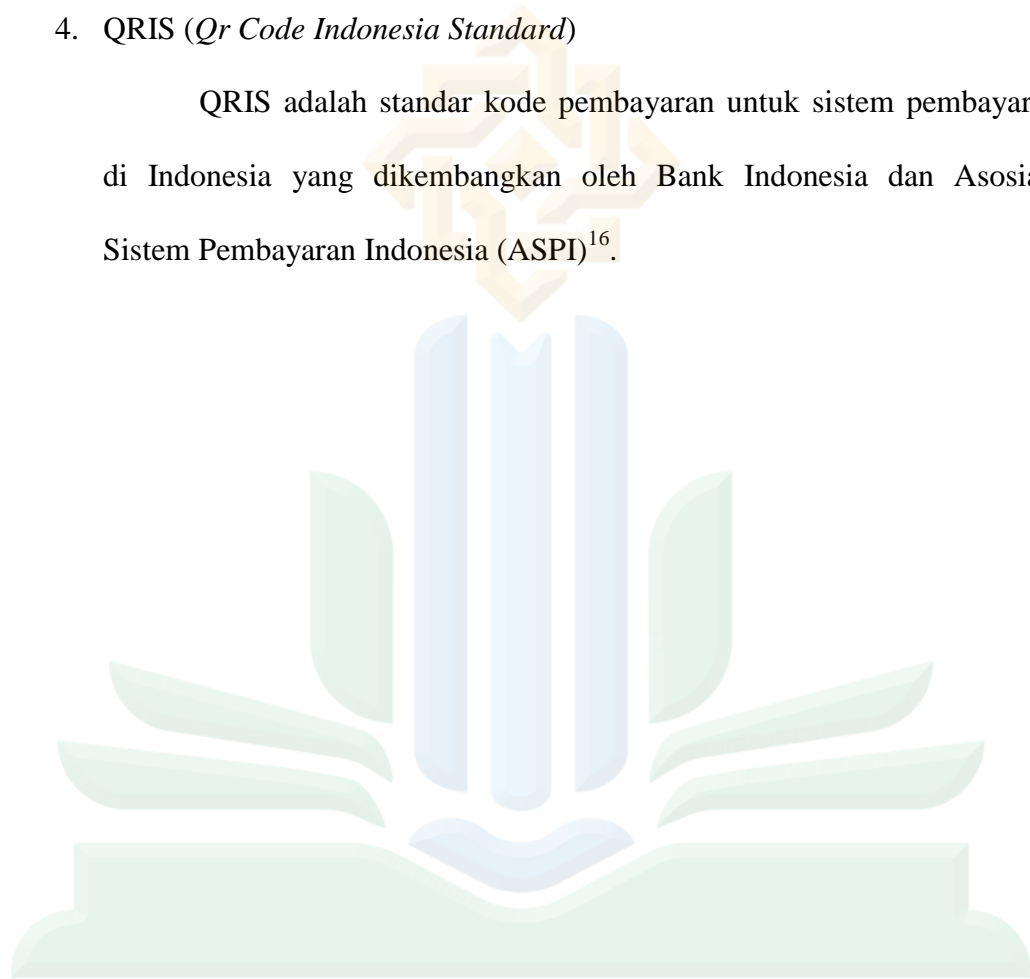 4. QRIS (Qr Code Indonesia Standard)
QRIS adalah standar kode pembayaran untuk sistem pembayar
di Indonesia yang dikembangkan oleh Bank Indonesia dan Asosia
Sistem Pembayaran Indonesia (ASPI)16.